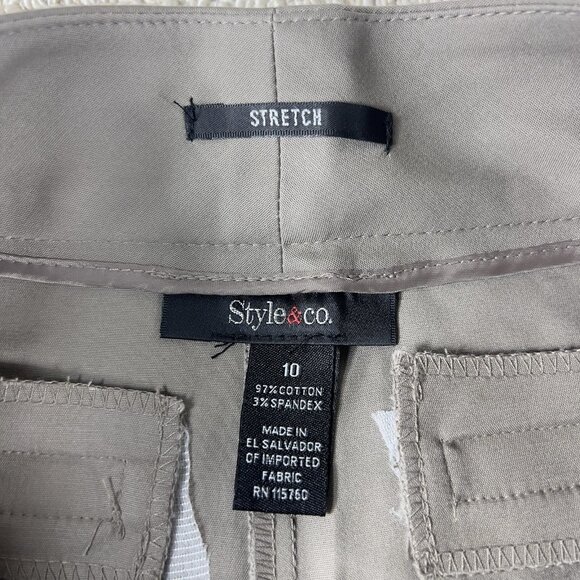 STRETCH
Style&co.
10
97% COTTON
3% SPANDEX
MADE IN
EL SALVADOR
OF IMPORTED
FABRIC
RN 115760